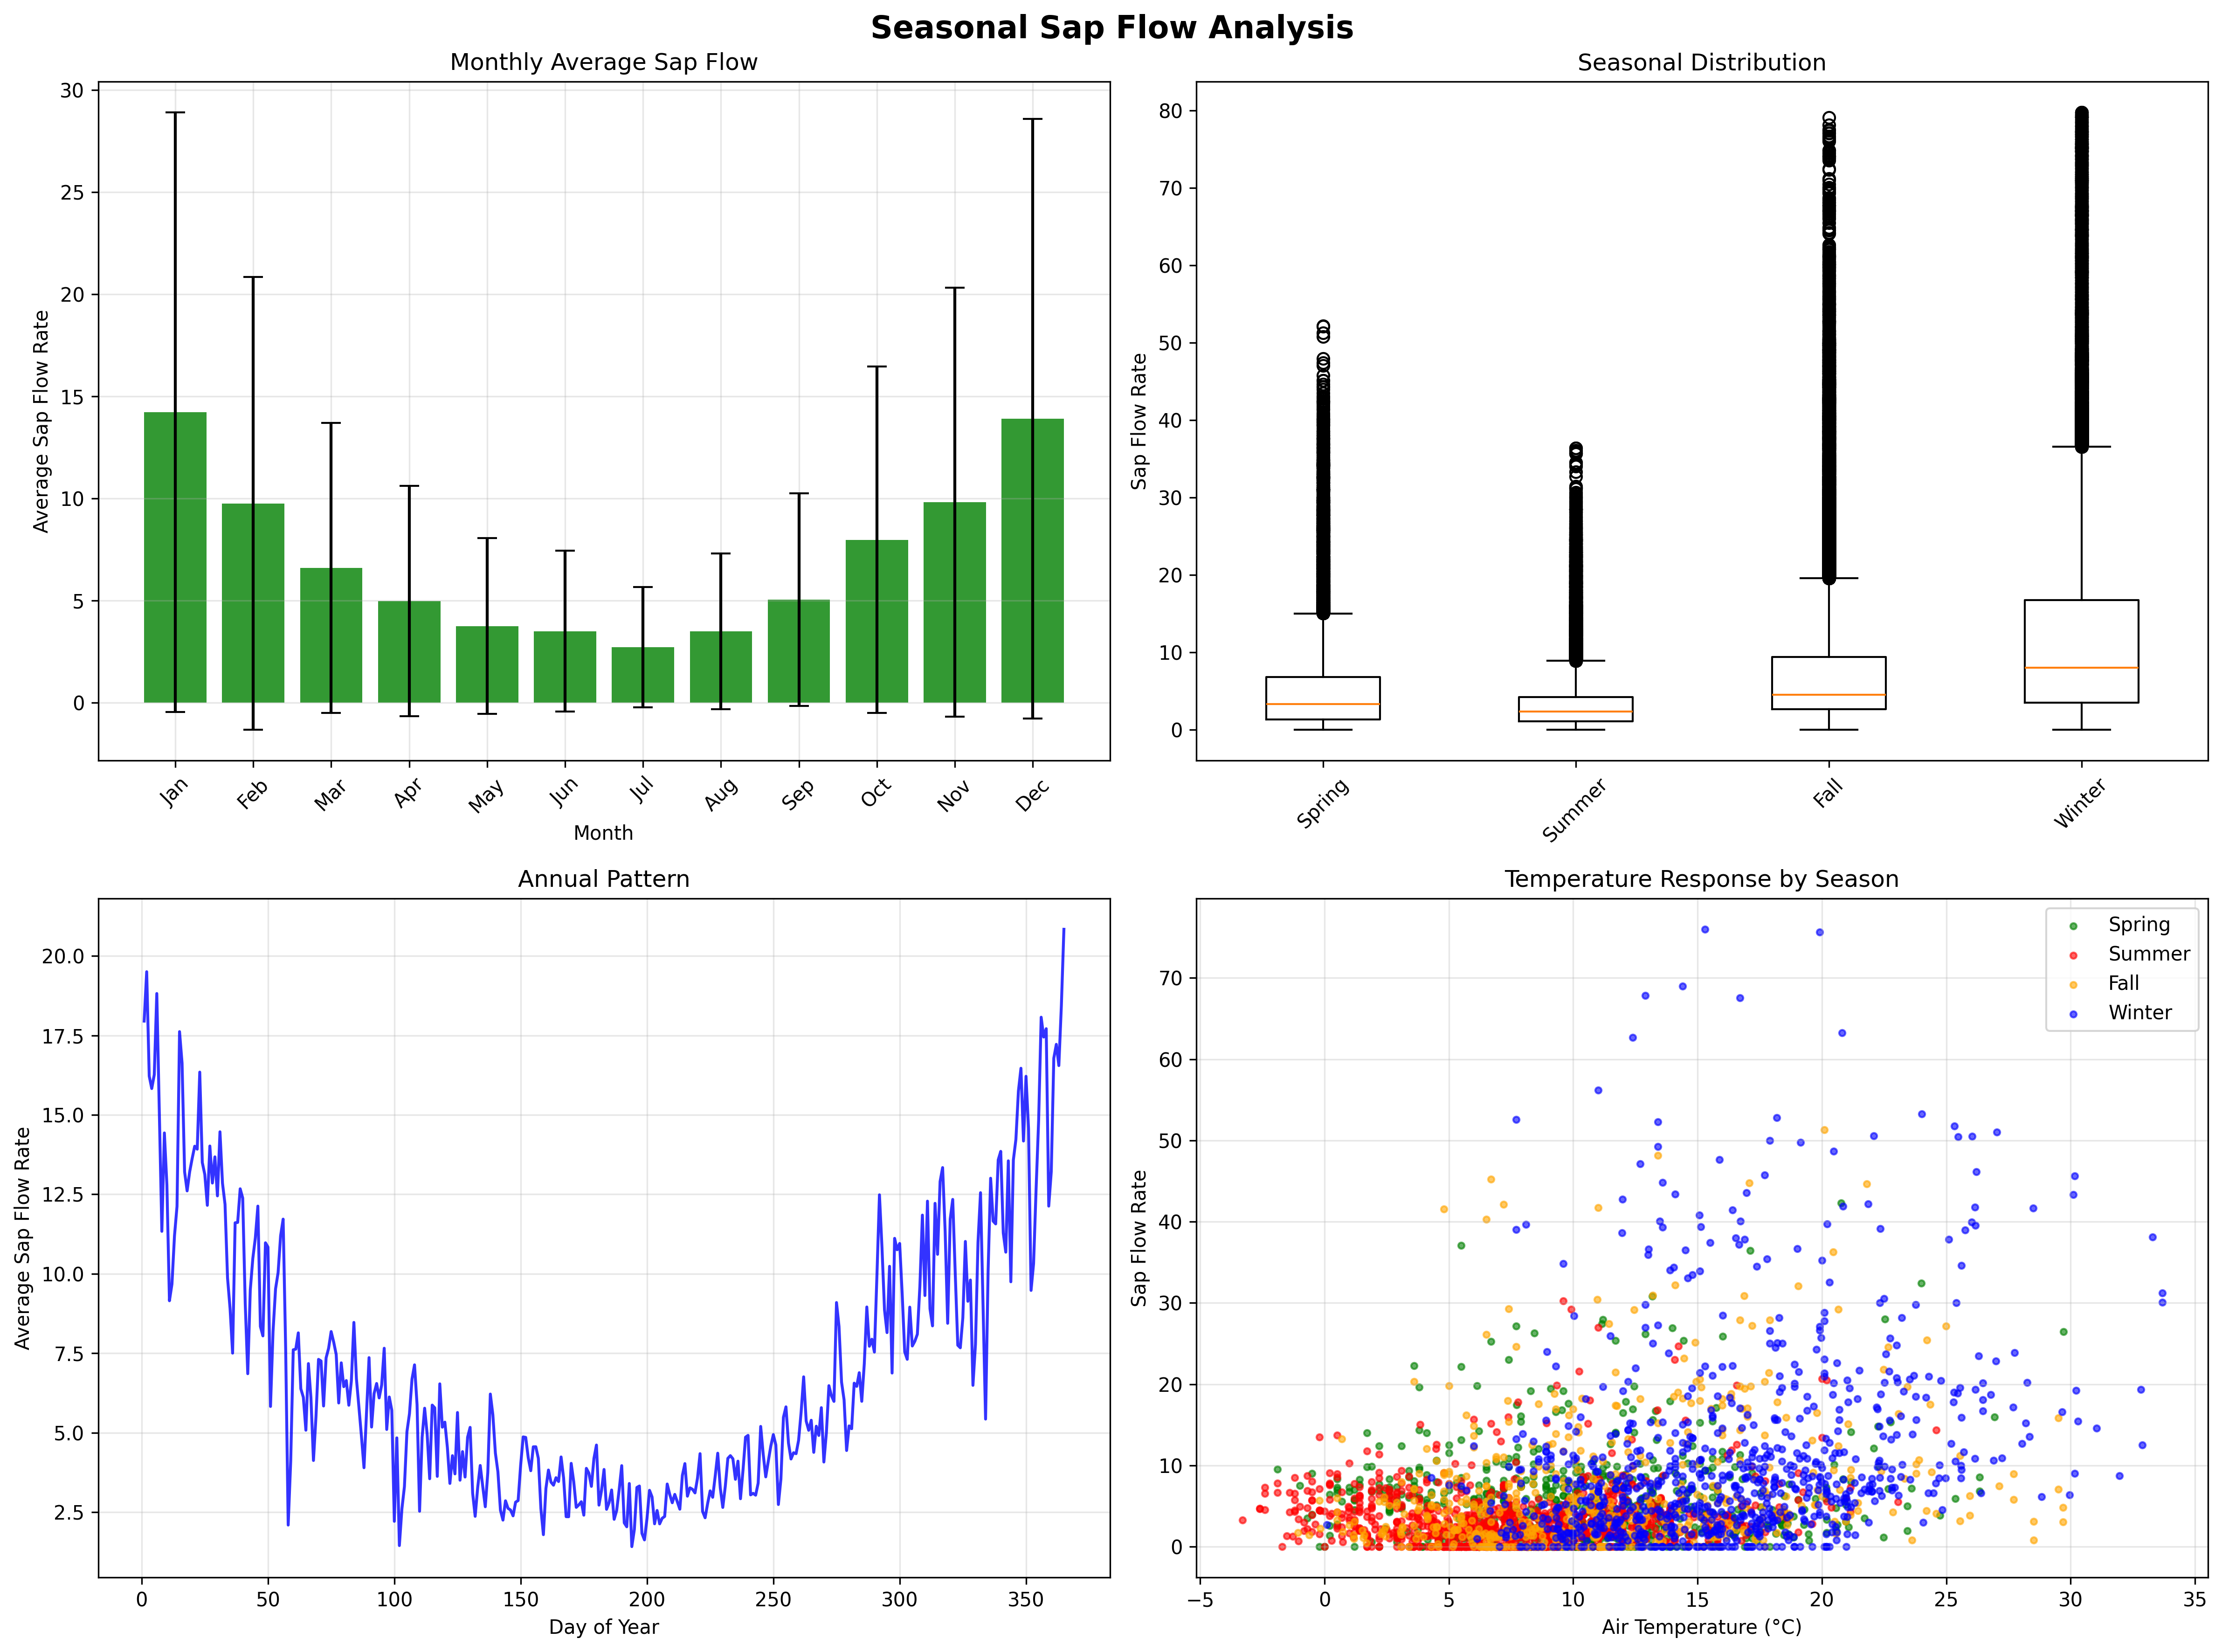 Seasonal Sap Flow Analysis
Monthly Average Sap Flow
30
25
20
15
10
5
0
Average Sap Flow Rate
Jan
Feb
Mar
Apr
May
Jun
Jul
Aug
Sep
Oct
Nov
Dec
Month
Seasonal Distribution
80
70
60
50
40
30
20
10
0
Sap Flow Rate
Spring
Summer
Fall
Winter
Annual Pattern
20.0
17.5
15.0
12.5
10.0
7.5
5.0
2.5
Average Sap Flow Rate
0
50
100
150
200
250
300
350
Day of Year
Temperature Response by Season
70
60
50
40
30
20
10
0
Sap Flow Rate
Spring
Summer
Fall
Winter
−5
0
5
10
15
20
25
30
35
Air Temperature (°C)